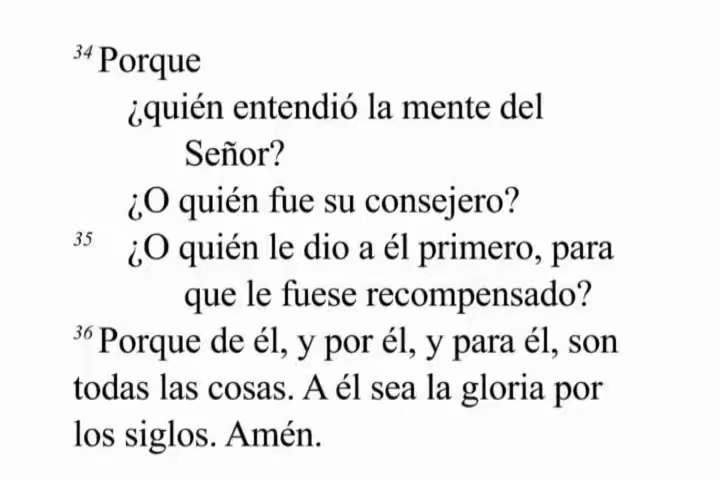 34 Porque
¿quién entendió la mente del
Señor?
¿O quién fue su consejero?
35 ¿O quién le dio a él primero, para
que le fuese recompensado?
36 Porque de él, y por él, y para él, son
todas las cosas. A él sea la gloria por
los siglos. Amén.